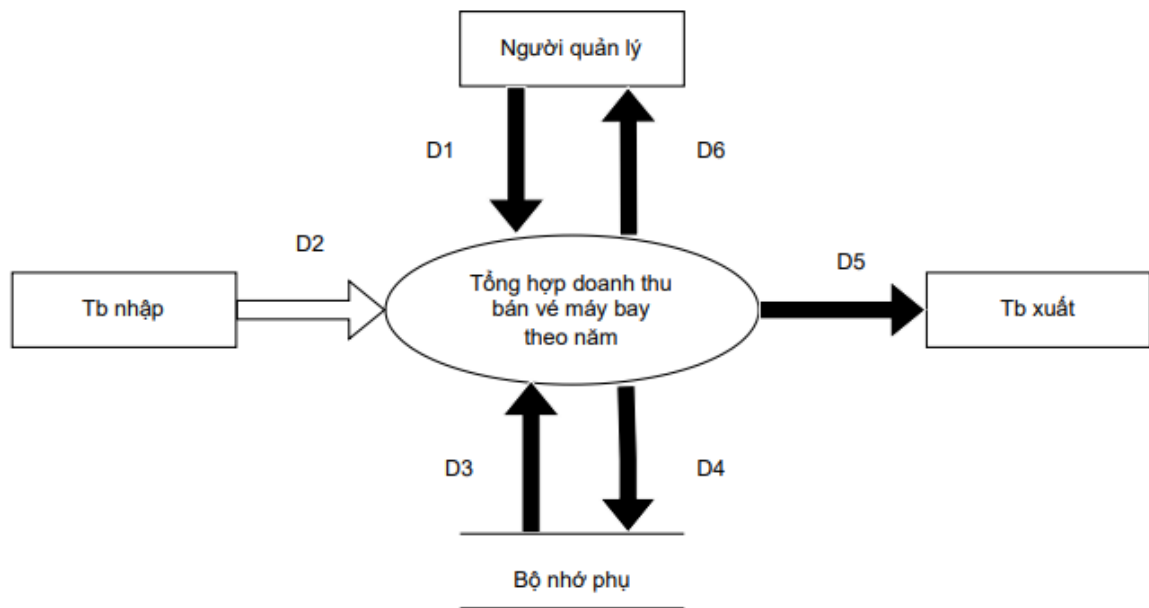 Người quản lý
D1
D6
D2
D5
Tb nhập
Tổng hợp doanh thu
bán vé máy bay
theo năm
Tb xuất
D3
D4
Bộ nhớ phụ